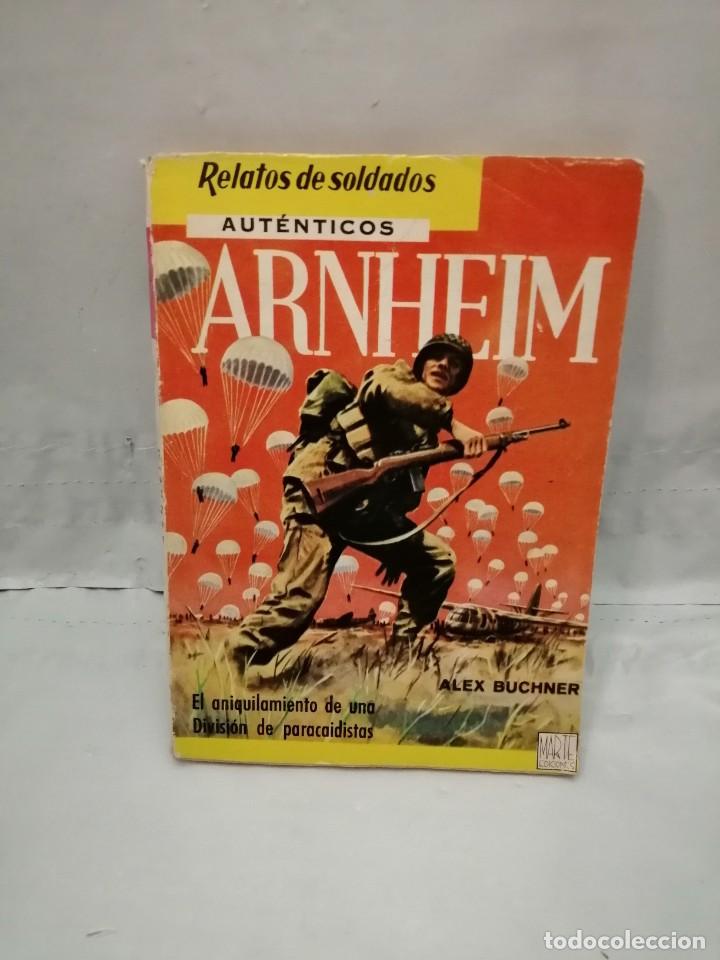 Relatos de soldados
AUTÉNTICOS
ARNHEIM
ALEX BUCHNER
El aniquilamiento de una
División de paracaidistas
MARTE
EDICIONES
todocoleccion